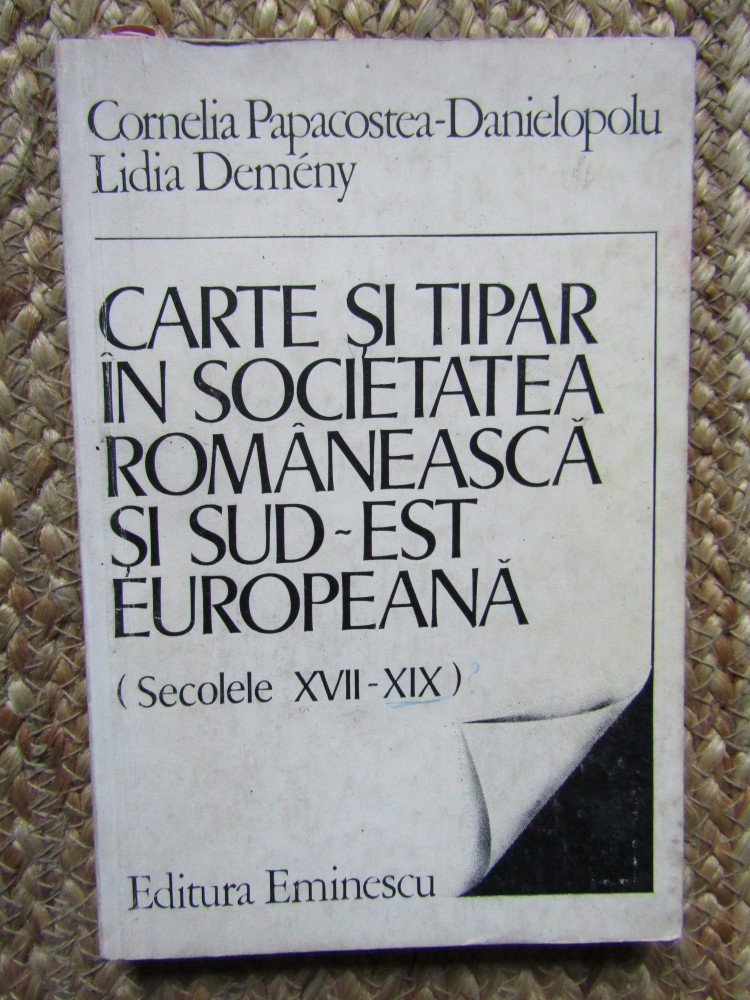 Cornelia Papacostea-Danielopolu
Lidia Demény
CARTE ȘI TIPAR
ÎN SOCIETATEA
ROMÂNEASCĂ
ȘI SUD-EST
EUROPEANĂ
(Secolele XVII-XIX) ?
Editura Eminescu